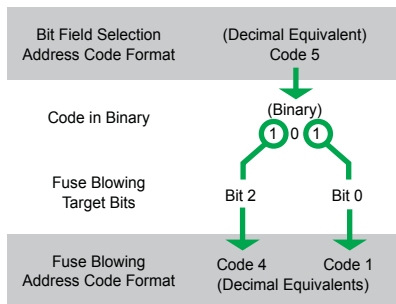 Bit Field Selection
Address Code Format
(Decimal Equivalent)
Code 5
Code in Binary
(Binary)
1 0 1
Fuse Blowing
Target Bits
Bit 2
Bit 0
Fuse Blowing
Address Code Format
Code 4
Code 1
(Decimal Equivalents)